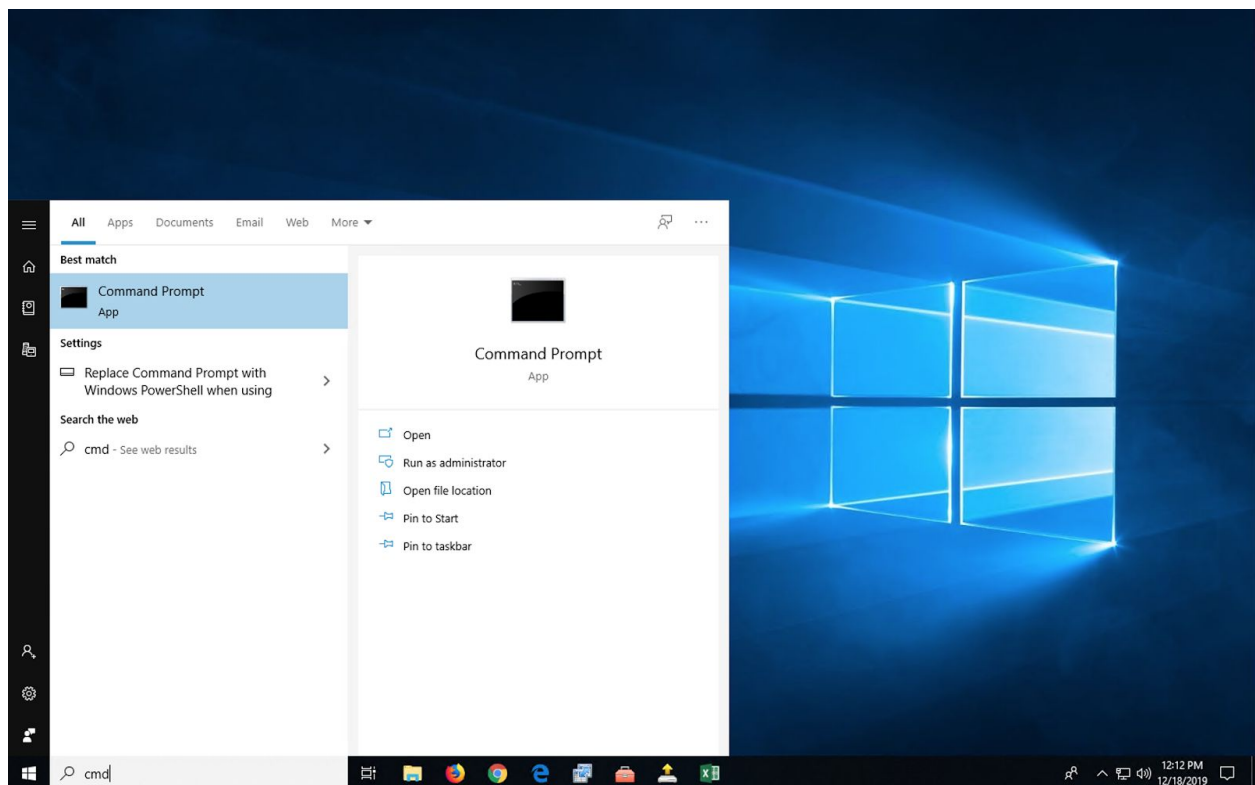 All Apps Documents Email Web More
Best match
Command Prompt
App
Settings
Replace Command Prompt with
Windows PowerShell when using
Search the web
cmd - See web results
Command Prompt
App
Open
Run as administrator
Open file location
Pin to Start
Pin to taskbar
cmd
12:12 PM
12/18/2019